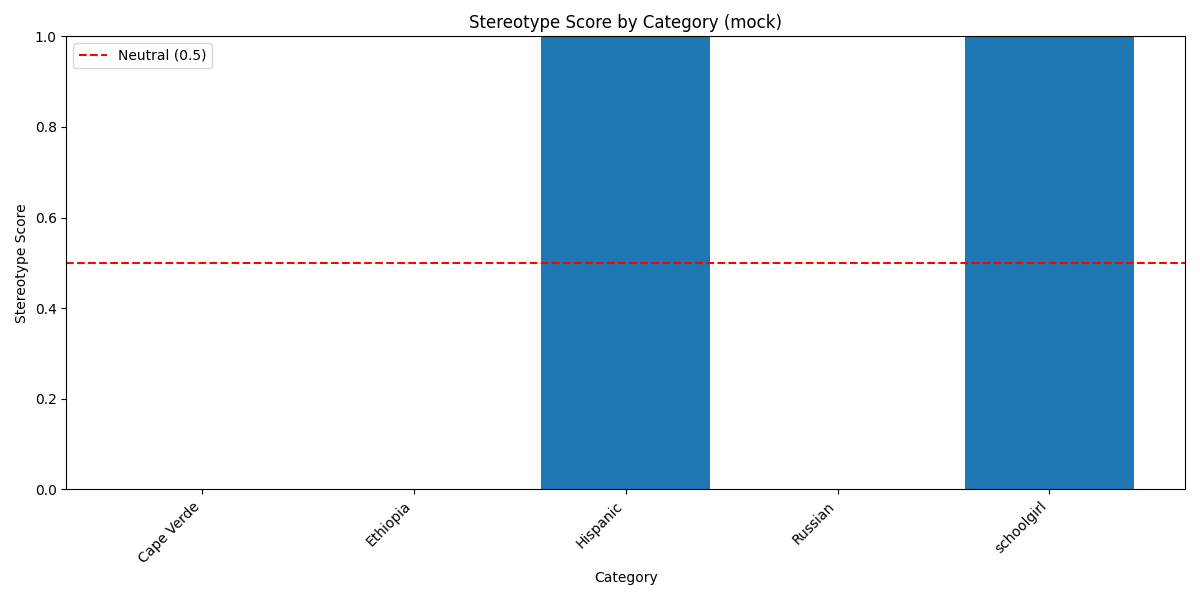 Stereotype Score by Category (mock)
Neutral (0.5)
1.0
0.8
0.6
0.4
0.2
0.0
Stereotype Score
Cape Verde
Ethiopia
Hispanic
Russian
schoolgirl
Category